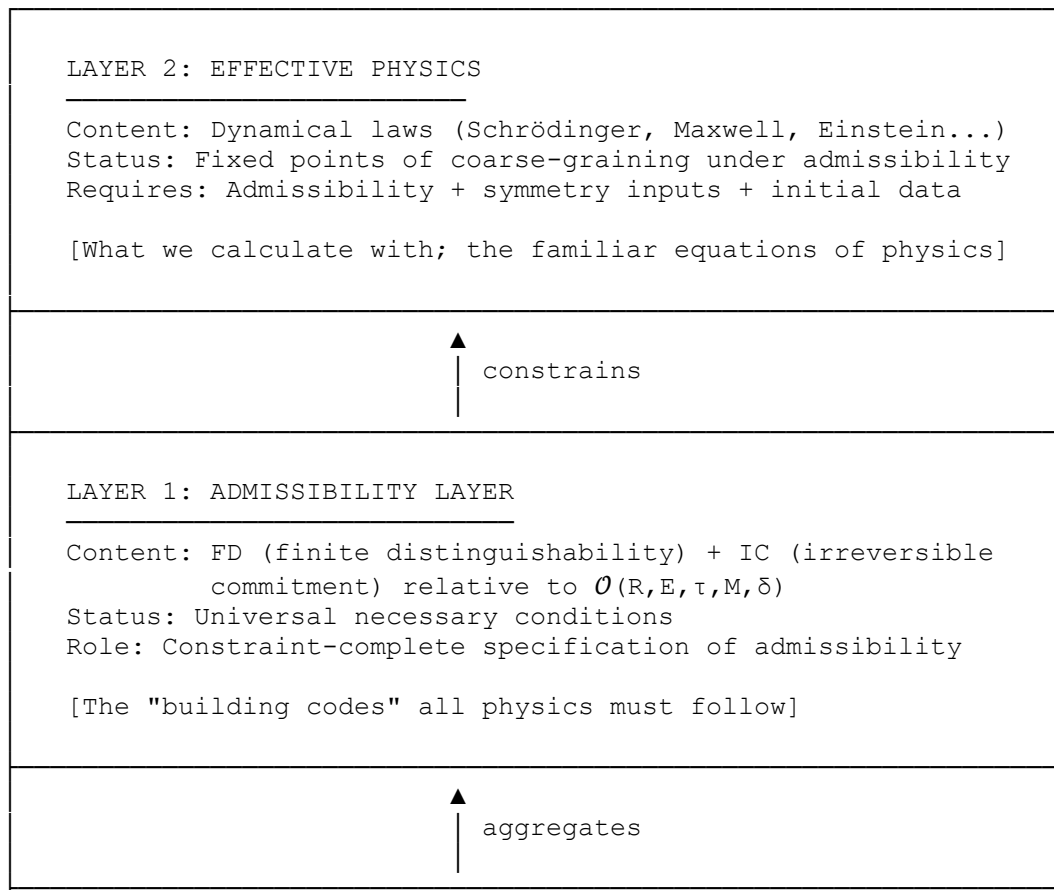 LAYER 2: EFFECTIVE PHYSICS
Content: Dynamical laws (Schrödinger, Maxwell, Einstein...)
Status: Fixed points of coarse-graining under admissibility
Requires: Admissibility + symmetry inputs + initial data
[What we calculate with; the familiar equations of physics]
constrains
LAYER 1: ADMISSIBILITY LAYER
Content: FD (finite distinguishability) + IC (irreversible
commitment) relative to 𝒪(R,E,τ,M,δ)
Status: Universal necessary conditions
Role: Constraint-complete specification of admissibility
[The "building codes" all physics must follow]
aggregates